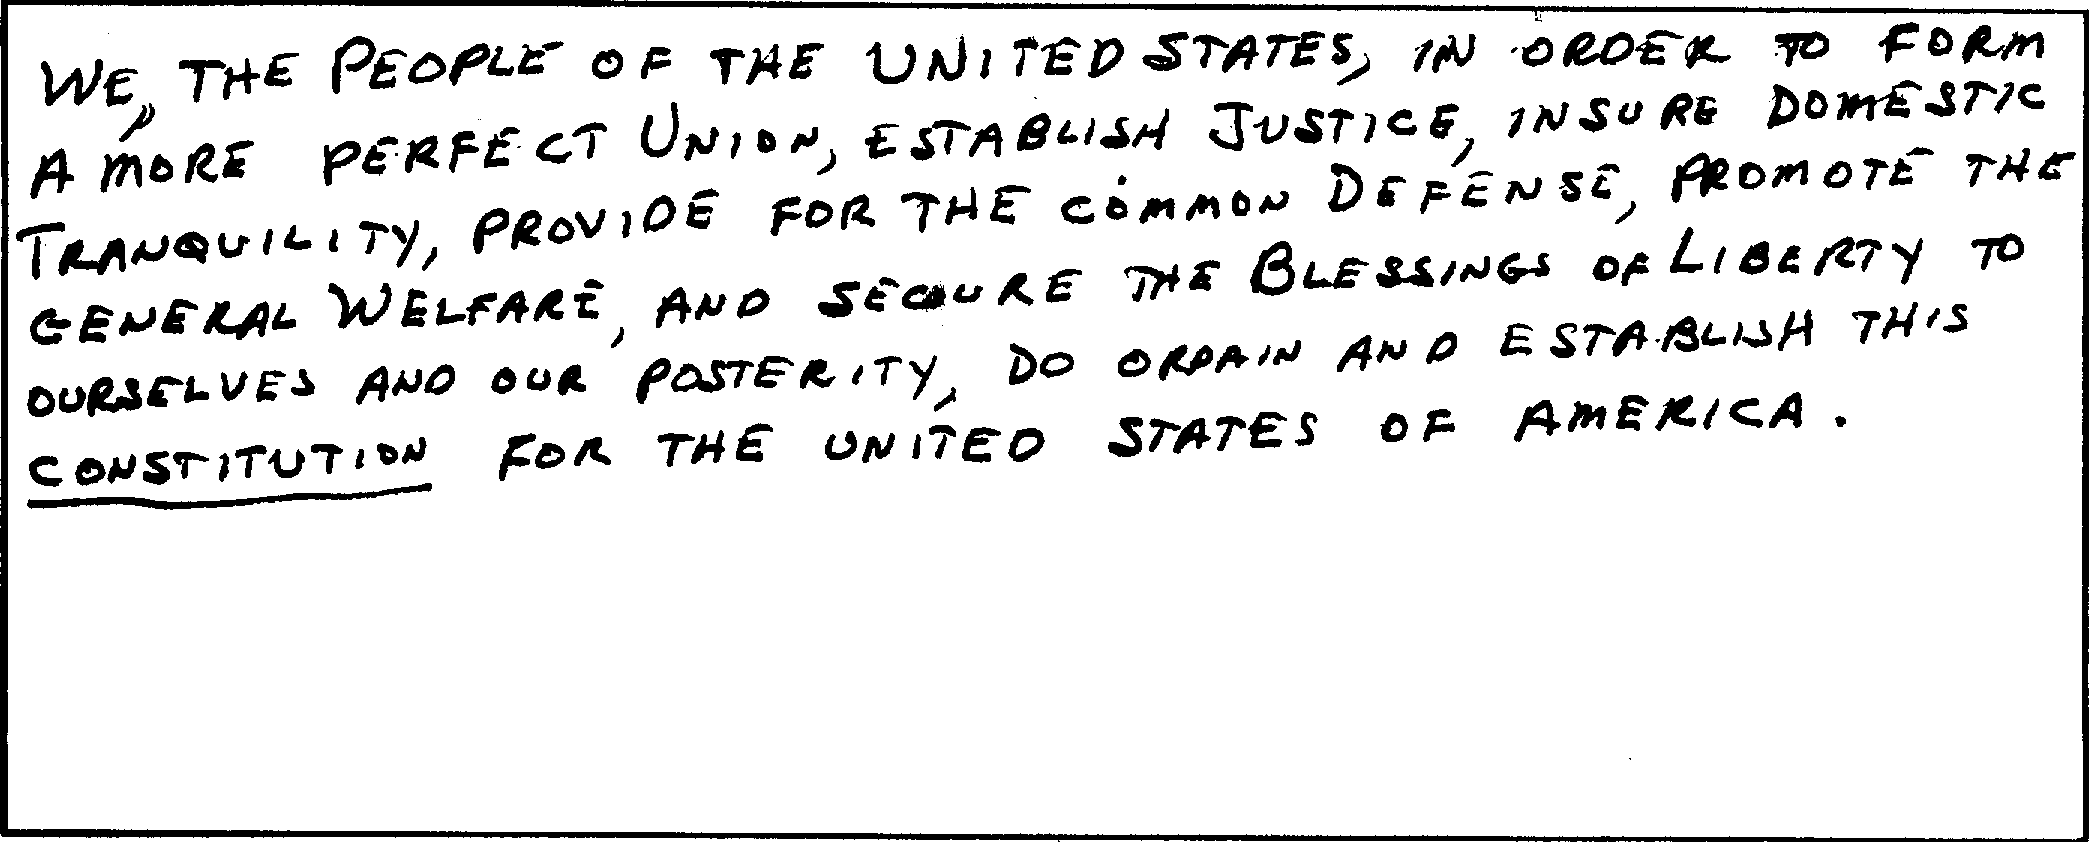 WE, THE PEOPLE OF THE UNITED STATES, IN ORDER TO FORM
A MORE PERFECT UNION, ESTABLISH JUSTICE, INSURE DOMESTIC
TRANQUILITY, PROVIDE FOR THE COMMON DEFENSE, PROMOTE THE
GENERAL WELFARE, AND SECURE THE BLESSINGS OF LIBERTY TO
OURSELVES AND OUR POSTERITY, DO ORDAIN AND ESTABLISH THIS
CONSTITUTION FOR THE UNITED STATES OF AMERICA.